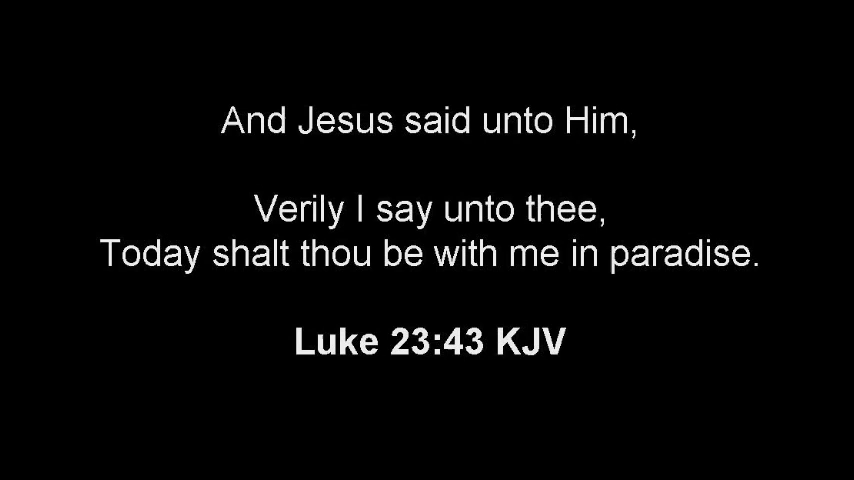 And Jesus said unto Him,
Verily I say unto thee,
Today shalt thou be with me in paradise.
Luke 23:43 KJV